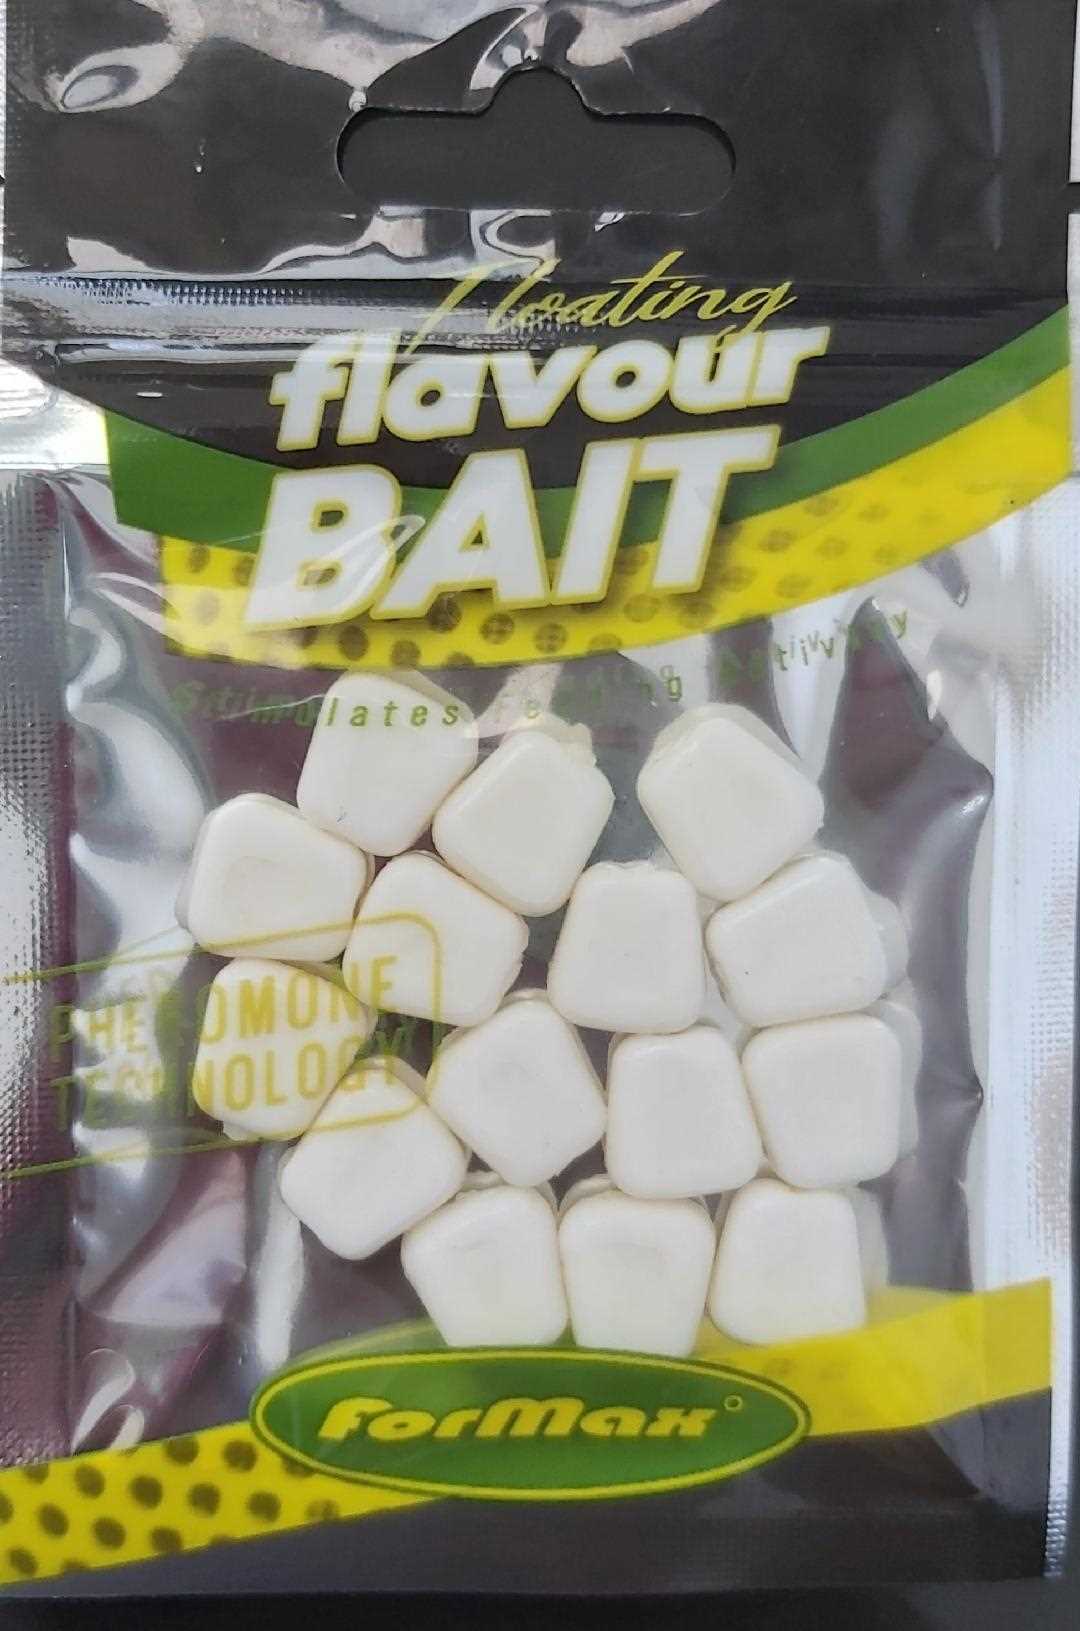 Floating
flavour
BAIT
Stimulates Feeding Activity
PHEROMONE
TECHNOLOGY
ForMax